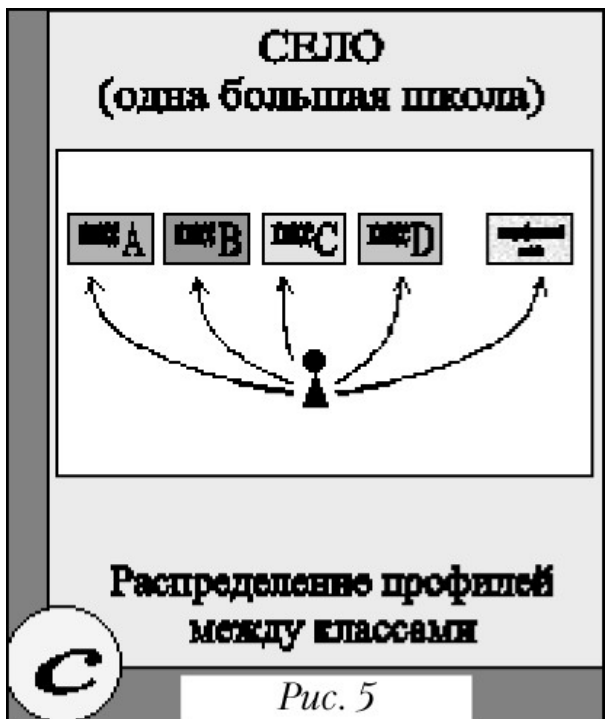 СЕЛО
(одна большая школа)
A B C D
Распределение профилей
между классами
C
Рис. 5